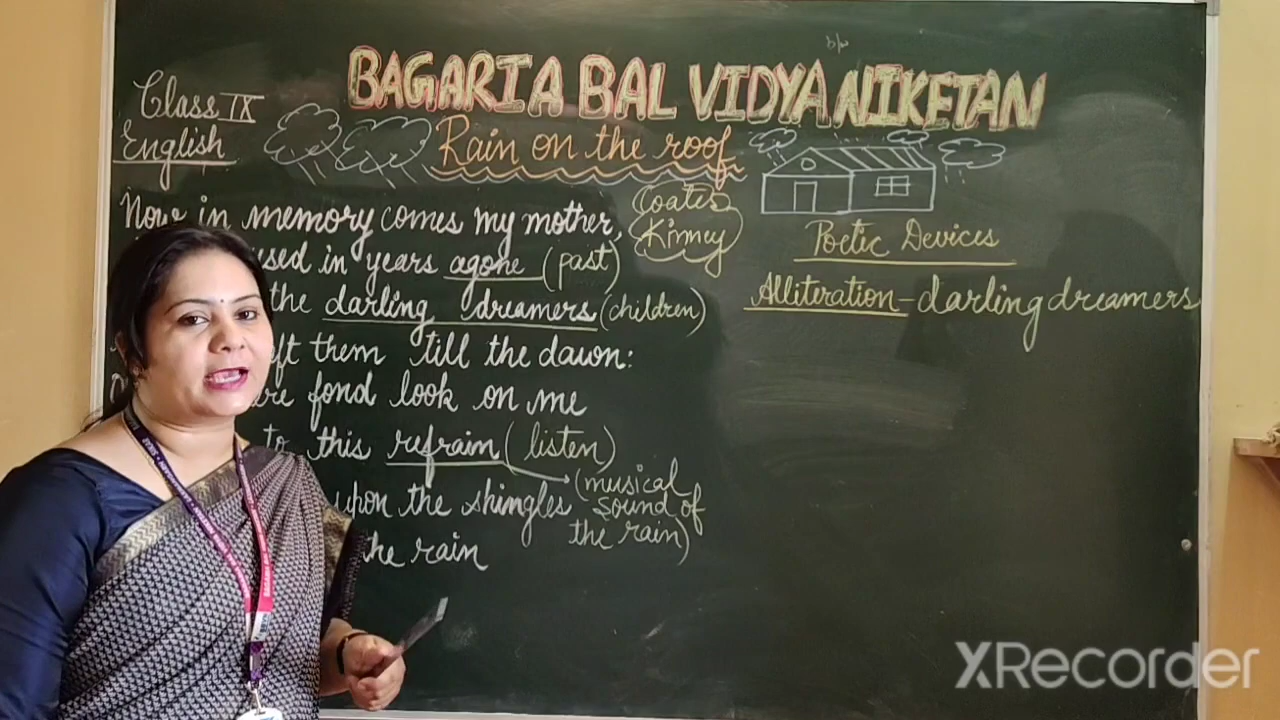 BAGARIA BAL VIDYA NIKETAN
Class IX
English
Rain on the roof
Coates
Kinney
Now in memory comes my mother,
used in years agone (past)
the darling dreamers (children)
left them till the dawn:
fond look on me
to this refrain (listen)
(musical sound of the rain)
upon the shingles
the rain
Poetic Devices
Alliteration - darling dreamers
XRecorder